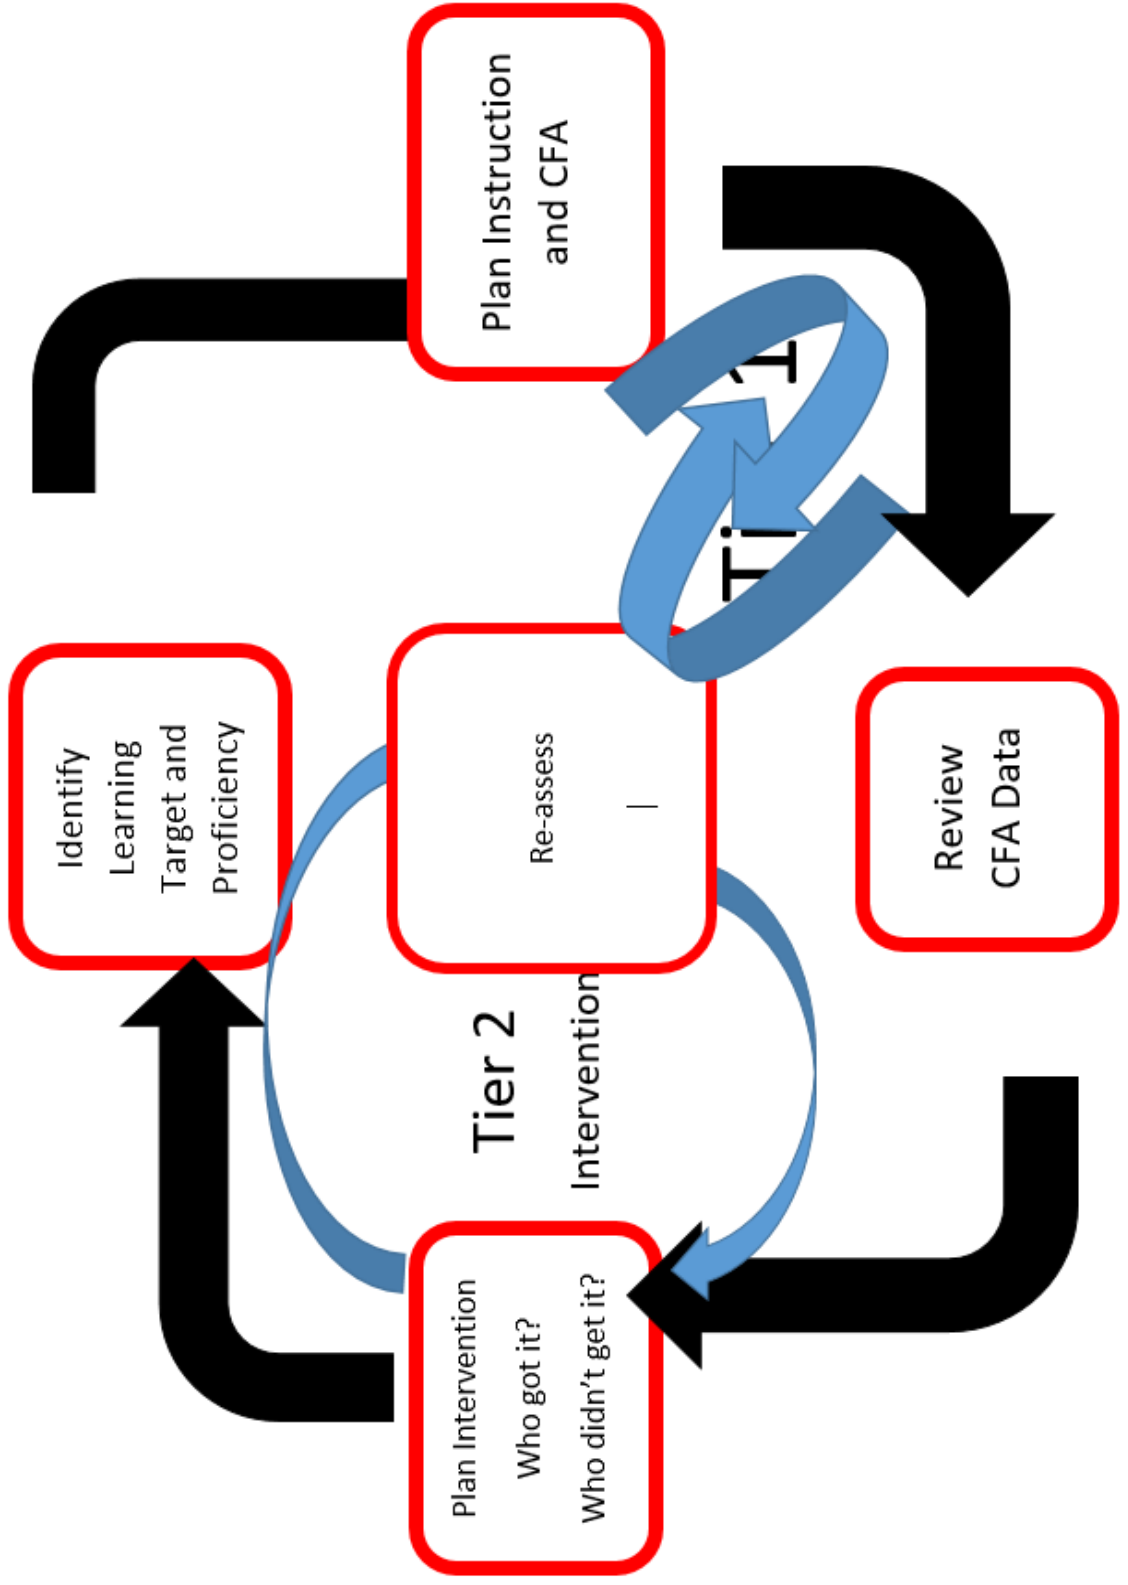 Identify
Learning
Target and
Proficiency
Plan Intervention
Who got it?
Who didn't get it?
Tier 2
Intervention
Re-assess
Plan Instruction
and CFA
Review
CFA Data